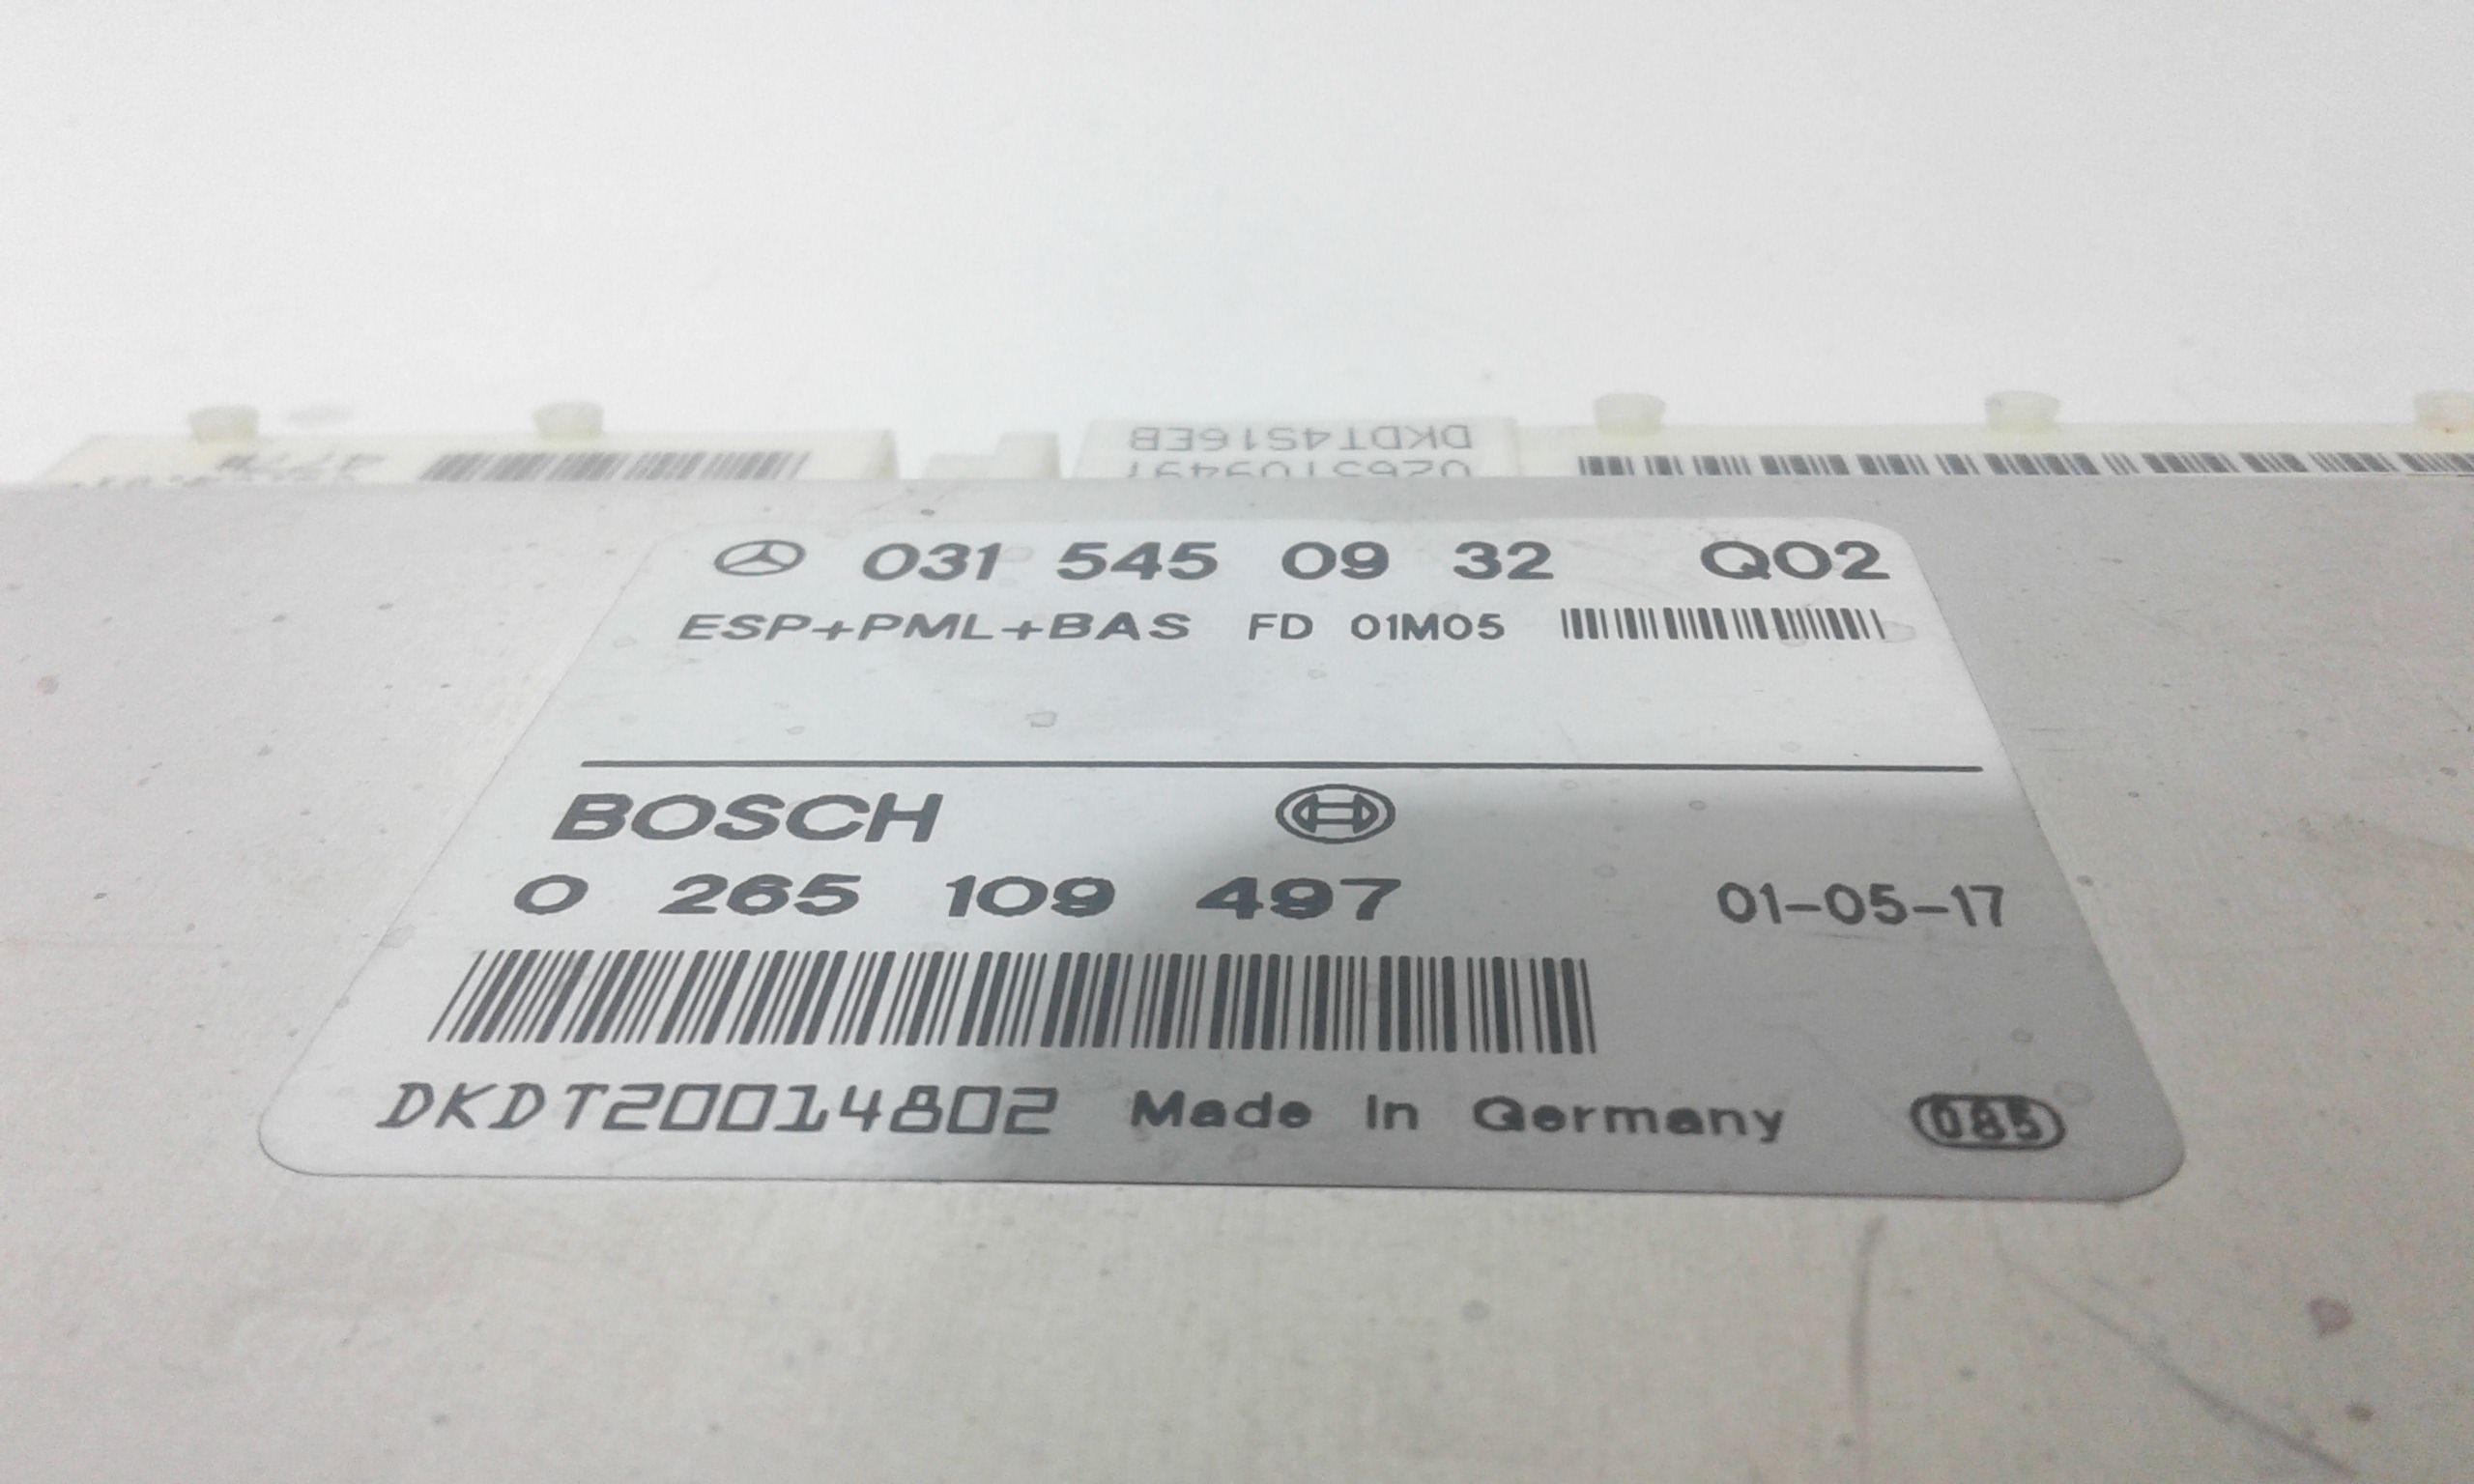 DKDT4S16EB
031 545 09 32 Q02
ESP+PML+BAS FD 01M05
BOSCH
0 265 109 497 01-05-17
DKDT20014802 Made In Germany 085